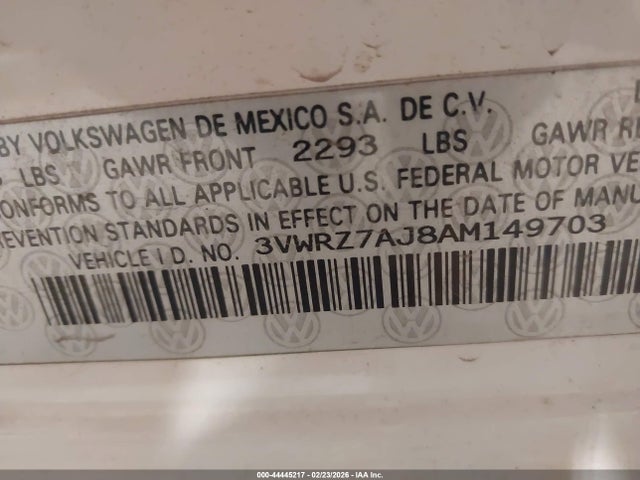 BY VOLKSWAGEN DE MEXICO S.A. DE C.V.
LBS GAWR FRONT 2293 LBS GAWR
CONFORMS TO ALL APPLICABLE U.S. FEDERAL MOTOR
STANDARDS IN EFFECT ON THE DATE OF
VEHICLE I D. NO. 3VWRZ7AJ8AM149703
000-44445217 - 02/23/2026 - IAA Inc.